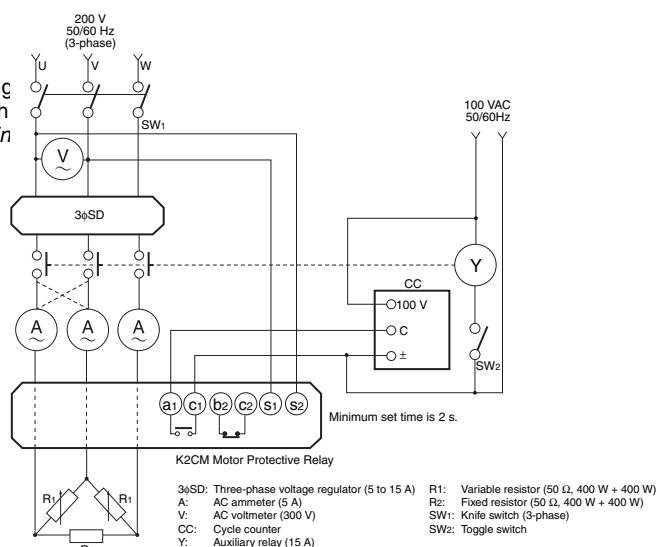 200 V
50/60 Hz
(3-phase)
U V W
SW1
V
3ϕSD
A A A
100 VAC
50/60Hz
Y
CC
100 V
C
±
SW2
a1 c1 b2 c2 s1 s2
Minimum set time is 2 s.
K2CM Motor Protective Relay
R1 R1
3ϕSD: Three-phase voltage regulator (5 to 15 A)
A: AC ammeter (5 A)
V: AC voltmeter (300 V)
CC: Cycle counter
Y: Auxiliary relay (15 A)
R1: Variable resistor (50 Ω, 400 W + 400 W)
R2: Fixed resistor (50 Ω, 400 W + 400 W)
SW1: Knife switch (3-phase)
SW2: Toggle switch